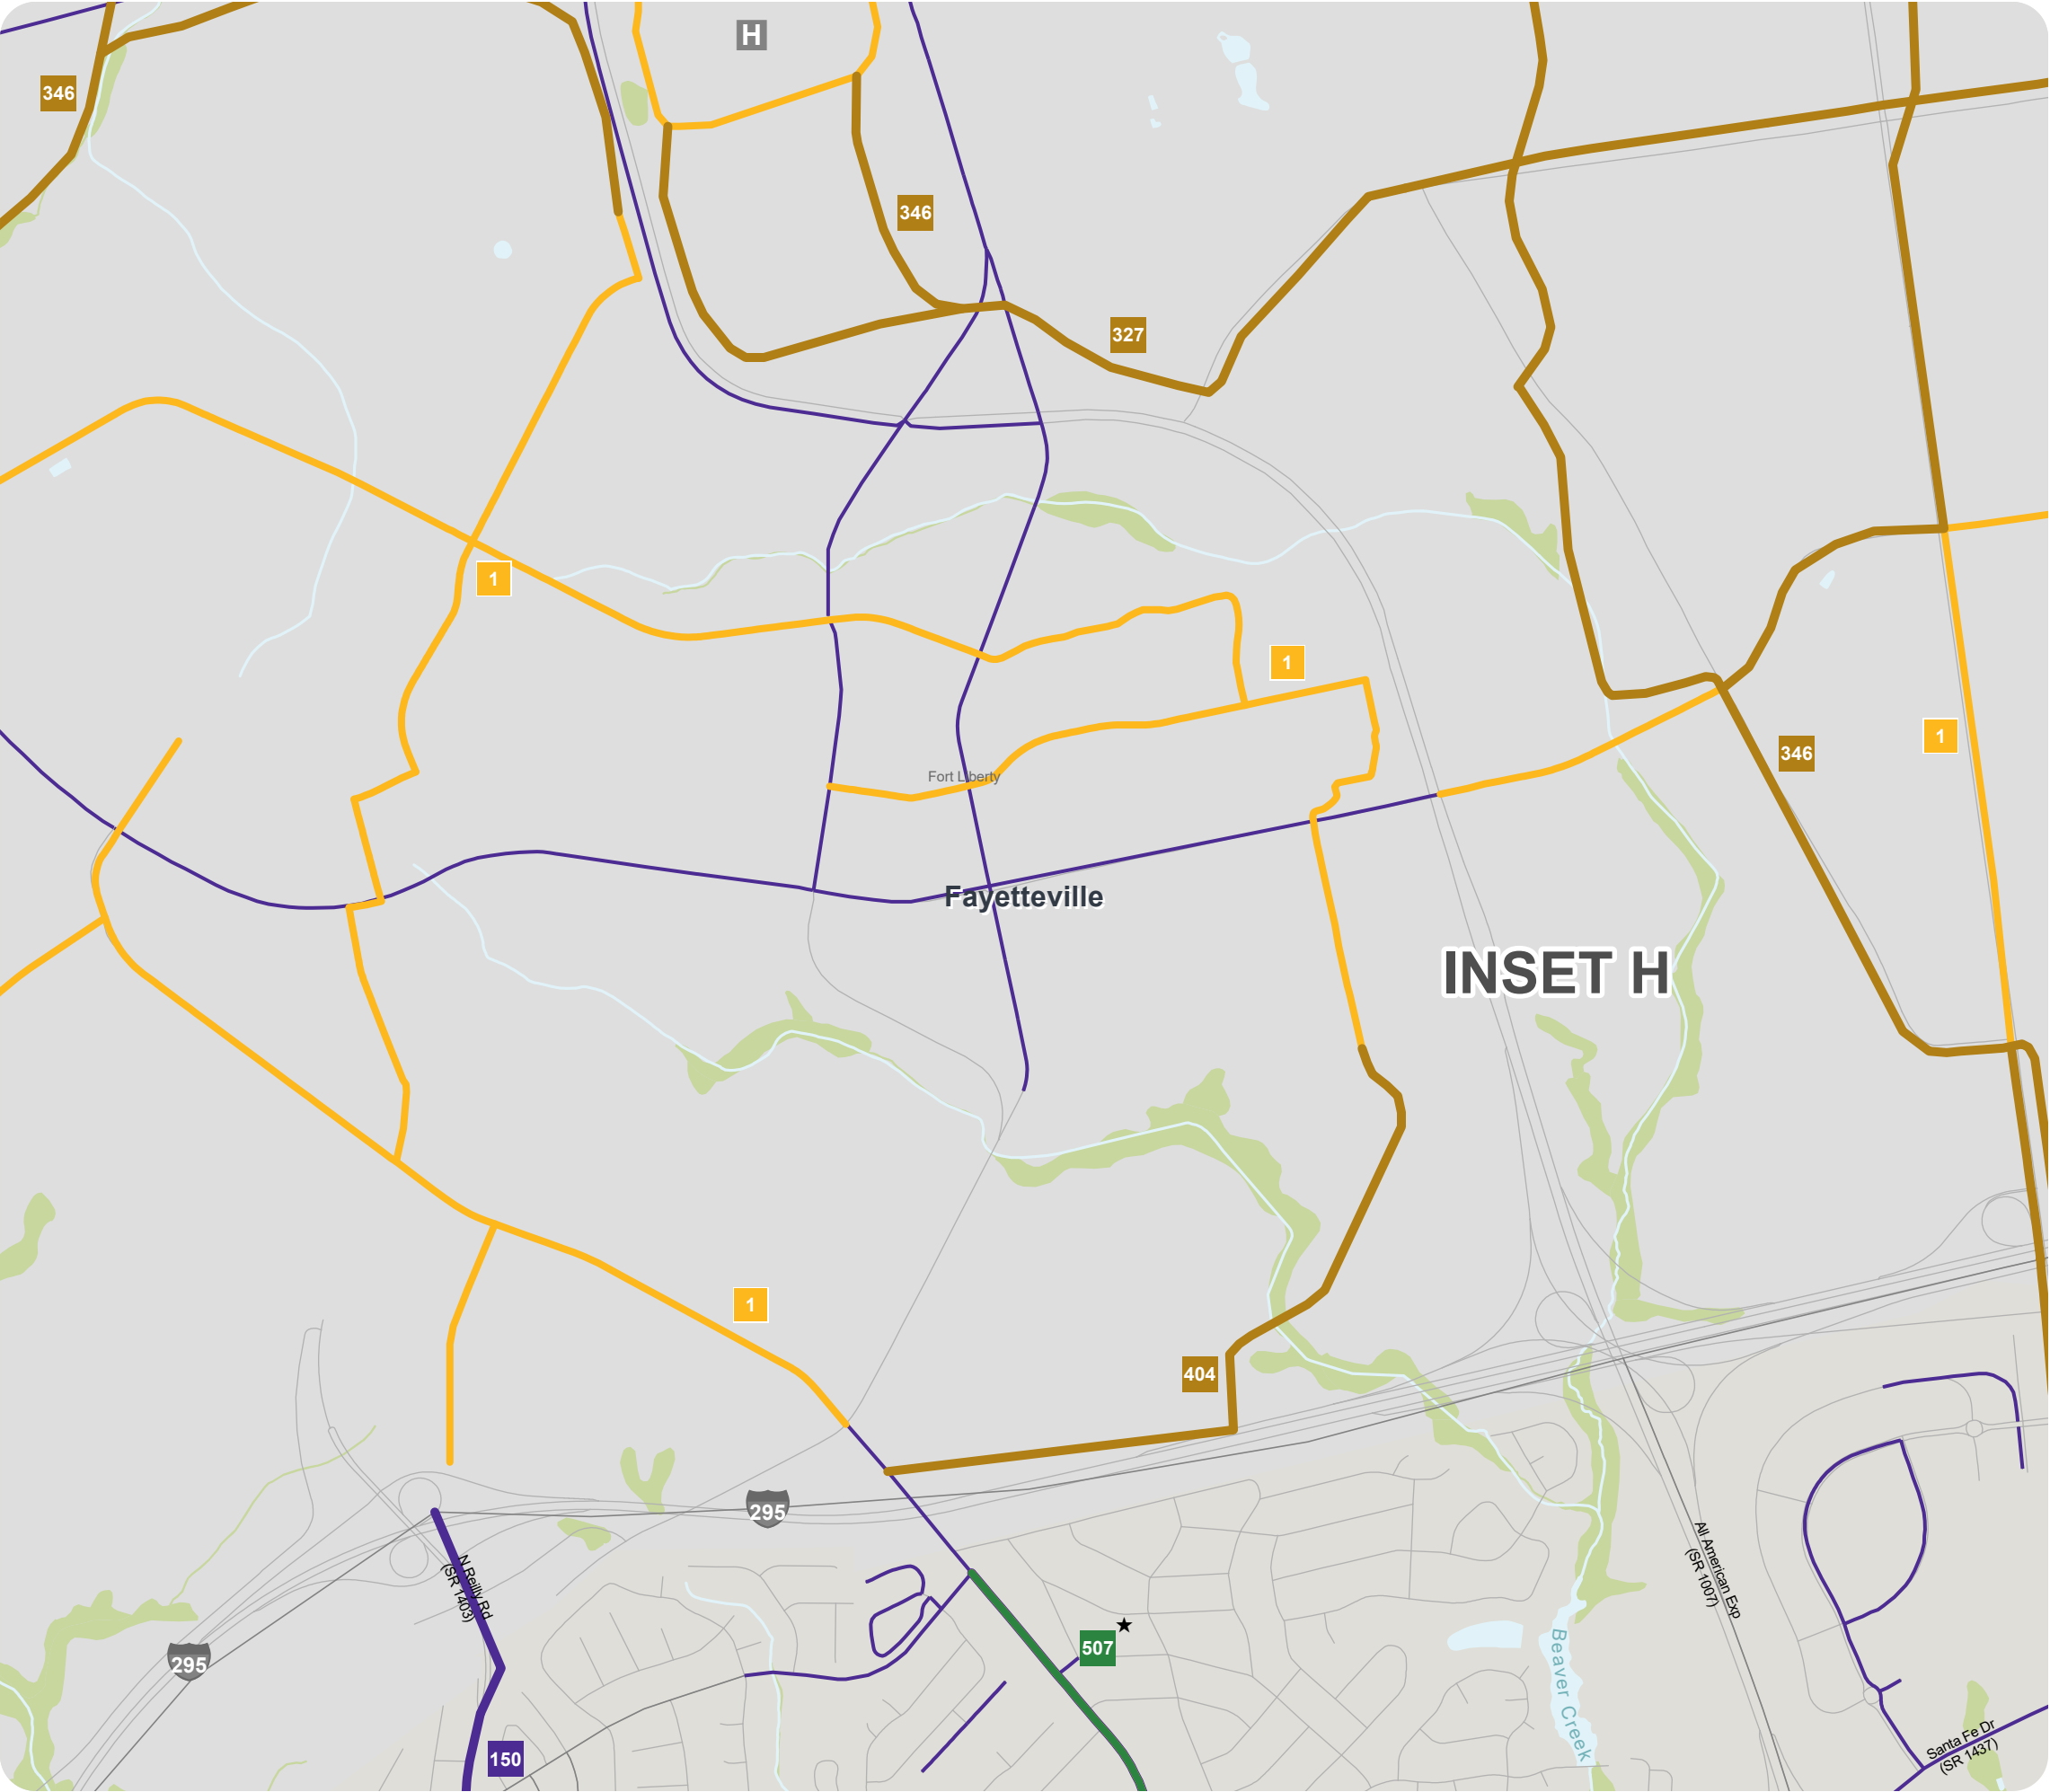 H
346
346
327
1
1
1
346
Fort Liberty
Fayetteville
INSET H
1
404
295
295
N Reilly Rd
(SR 1403)
All American Exp
(SR 1007)
507
Beaver Creek
150
Santa Fe Dr
(SR 1437)